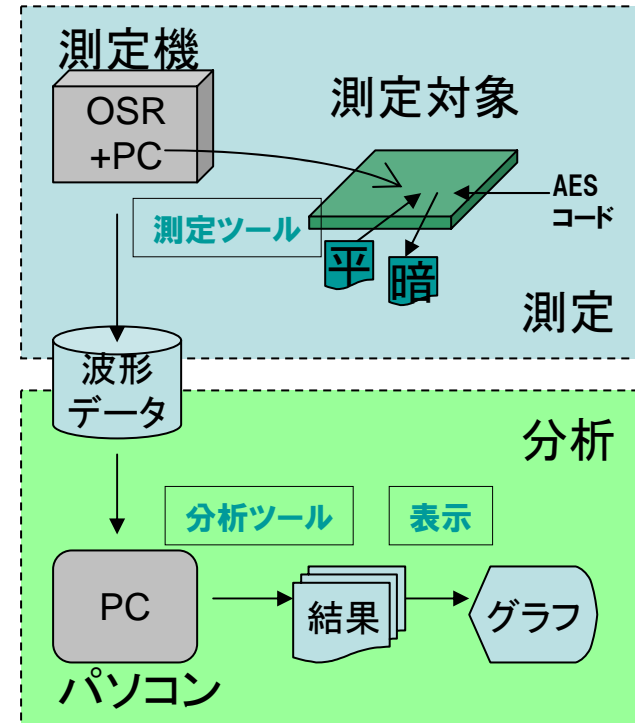 測定機
OSR
+PC
測定対象
AES
コード
測定ツール
平
暗
測定
波形
データ
分析
分析ツール
表示
PC
結果
グラフ
パソコン